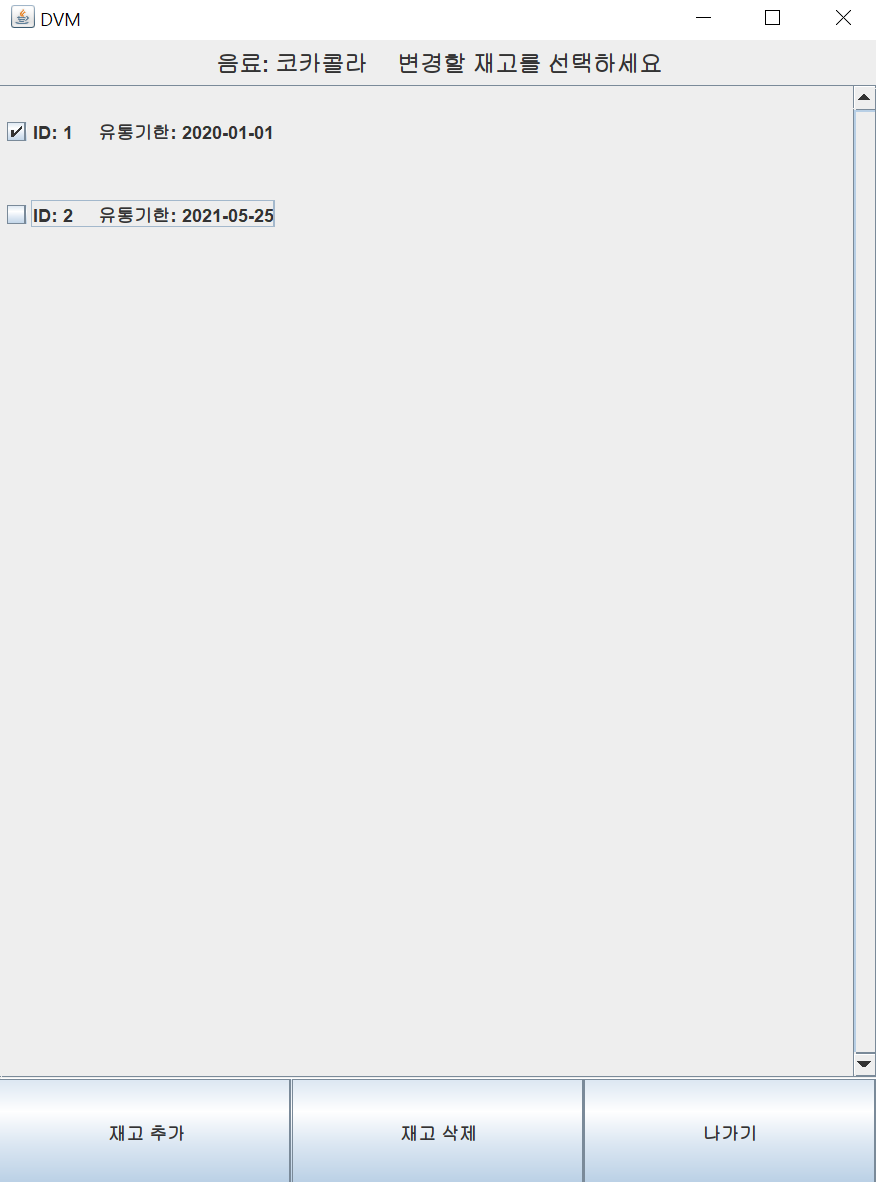 DVM
음료: 코카콜라 변경할 재고를 선택하세요
ID: 1 유통기한: 2020-01-01
ID: 2 유통기한: 2021-05-25
재고 추가 재고 삭제 나가기